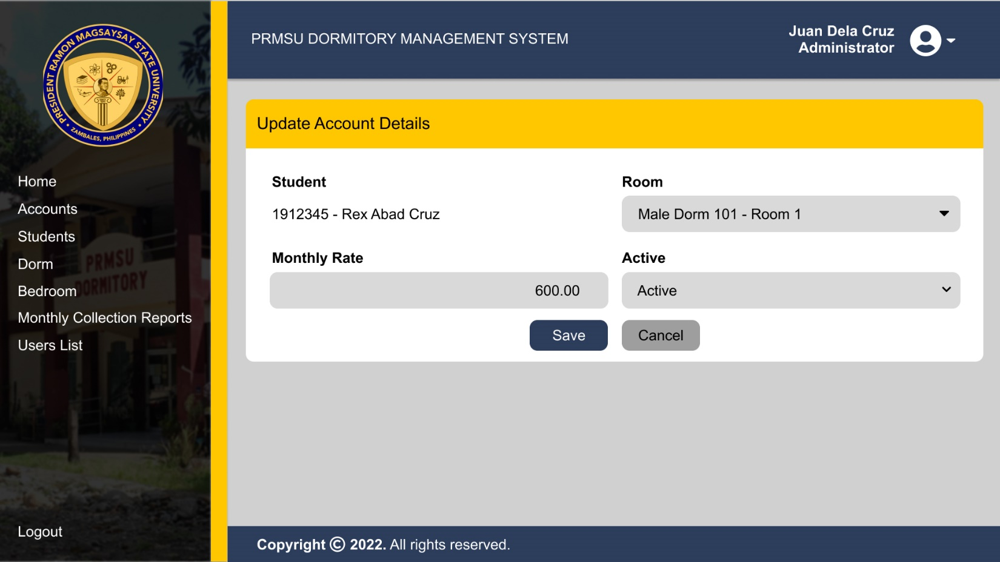 PRESIDENT RAMON MAGSAYSAY STATE UNIVERSITY
ZAMBALES, PHILIPPINES
PRMSU DORMITORY MANAGEMENT SYSTEM
Juan Dela Cruz
Administrator
Home
Accounts
Students
Dorm
Bedroom
Monthly Collection Reports
Users List
Logout
PRMSU
DORMITORY
Update Account Details
Student
1912345 - Rex Abad Cruz
Room
Male Dorm 101 - Room 1
Monthly Rate
600.00
Active
Active
Save
Cancel
Copyright © 2022. All rights reserved.